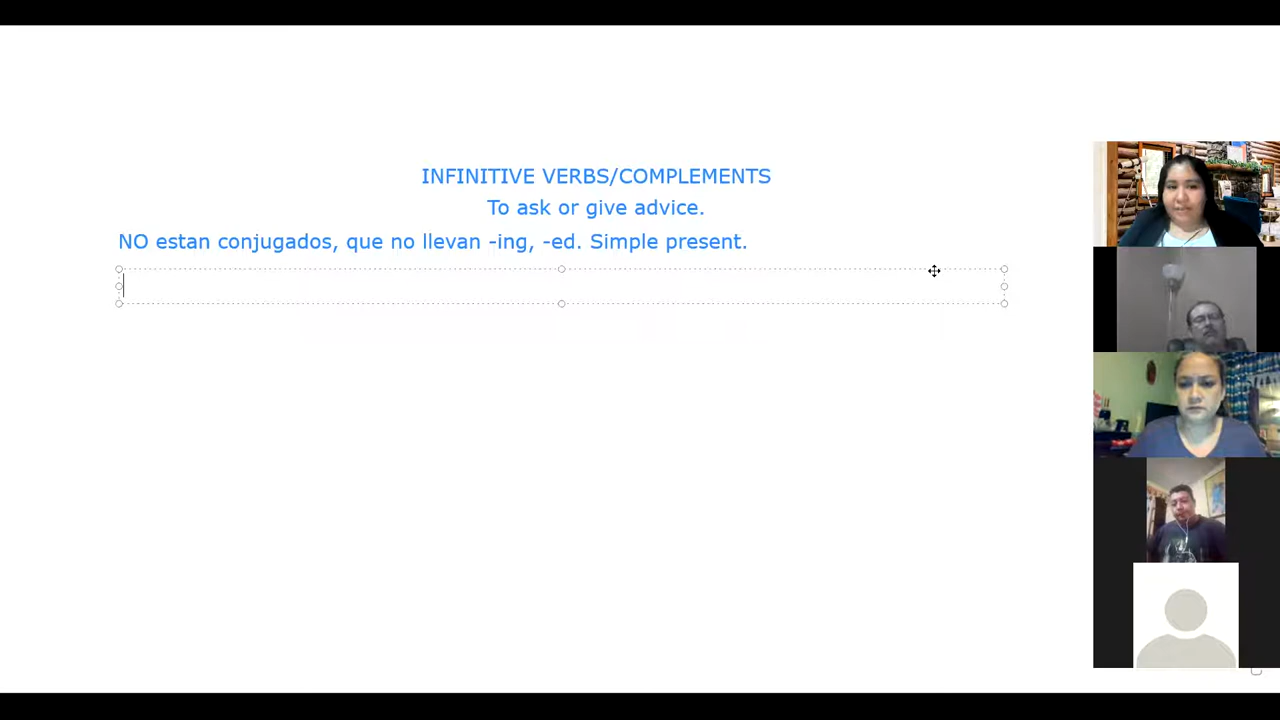 INFINITIVE VERBS/COMPLEMENTS
To ask or give advice.
NO estan conjugados, que no llevan -ing, -ed. Simple present.